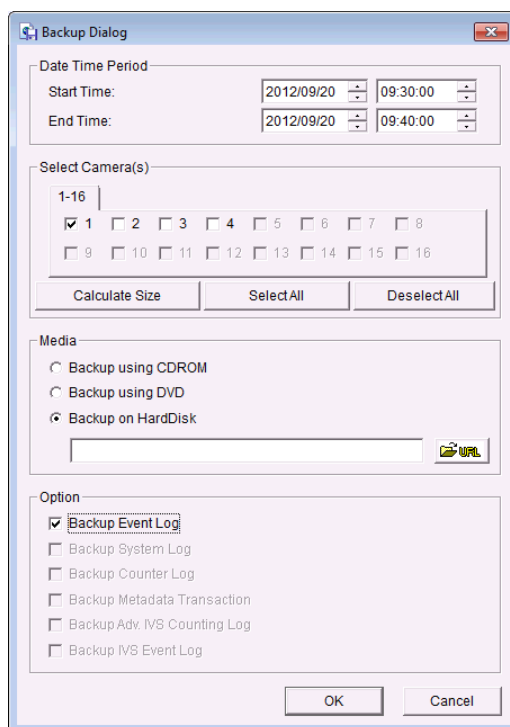 Backup Dialog
Date Time Period
Start Time: 2012/09/20 09:30:00
End Time: 2012/09/20 09:40:00
Select Camera(s)
1-16
1 2 3 4 5 6 7 8
9 10 11 12 13 14 15 16
Calculate Size Select All Deselect All
Media
Backup using CDROM
Backup using DVD
Backup on HardDisk
URL
Option
Backup Event Log
Backup System Log
Backup Counter Log
Backup Metadata Transaction
Backup Adv. IVS Counting Log
Backup IVS Event Log
OK Cancel